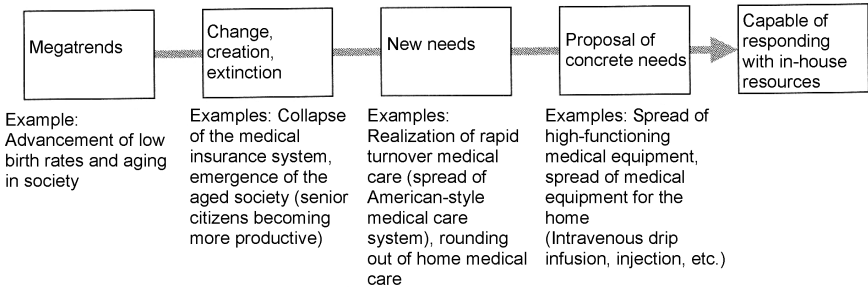 Megatrends
Change,
creation,
extinction
New needs
Proposal of
concrete needs
Capable of
responding
with in-house
resources
Example:
Advancement of low
birth rates and aging
in society
Examples: Collapse
of the medical
insurance system,
emergence of the
aged society (senior
citizens becoming
more productive)
Examples:
Realization of rapid
turnover medical
care (spread of
American-style
medical care
system), rounding
out of home medical
care
Examples: Spread of
high-functioning
medical equipment,
spread of medical
equipment for the
home
(Intravenous drip
infusion, injection, etc.)